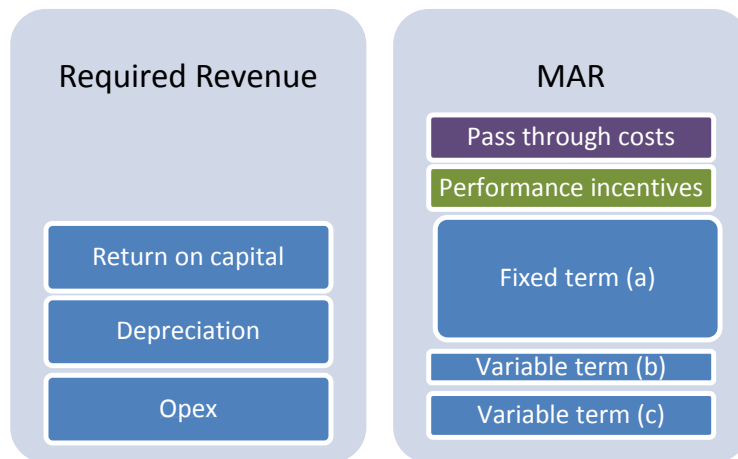 Required Revenue
Return on capital
Depreciation
Opex
MAR
Pass through costs
Performance incentives
Fixed term (a)
Variable term (b)
Variable term (c)